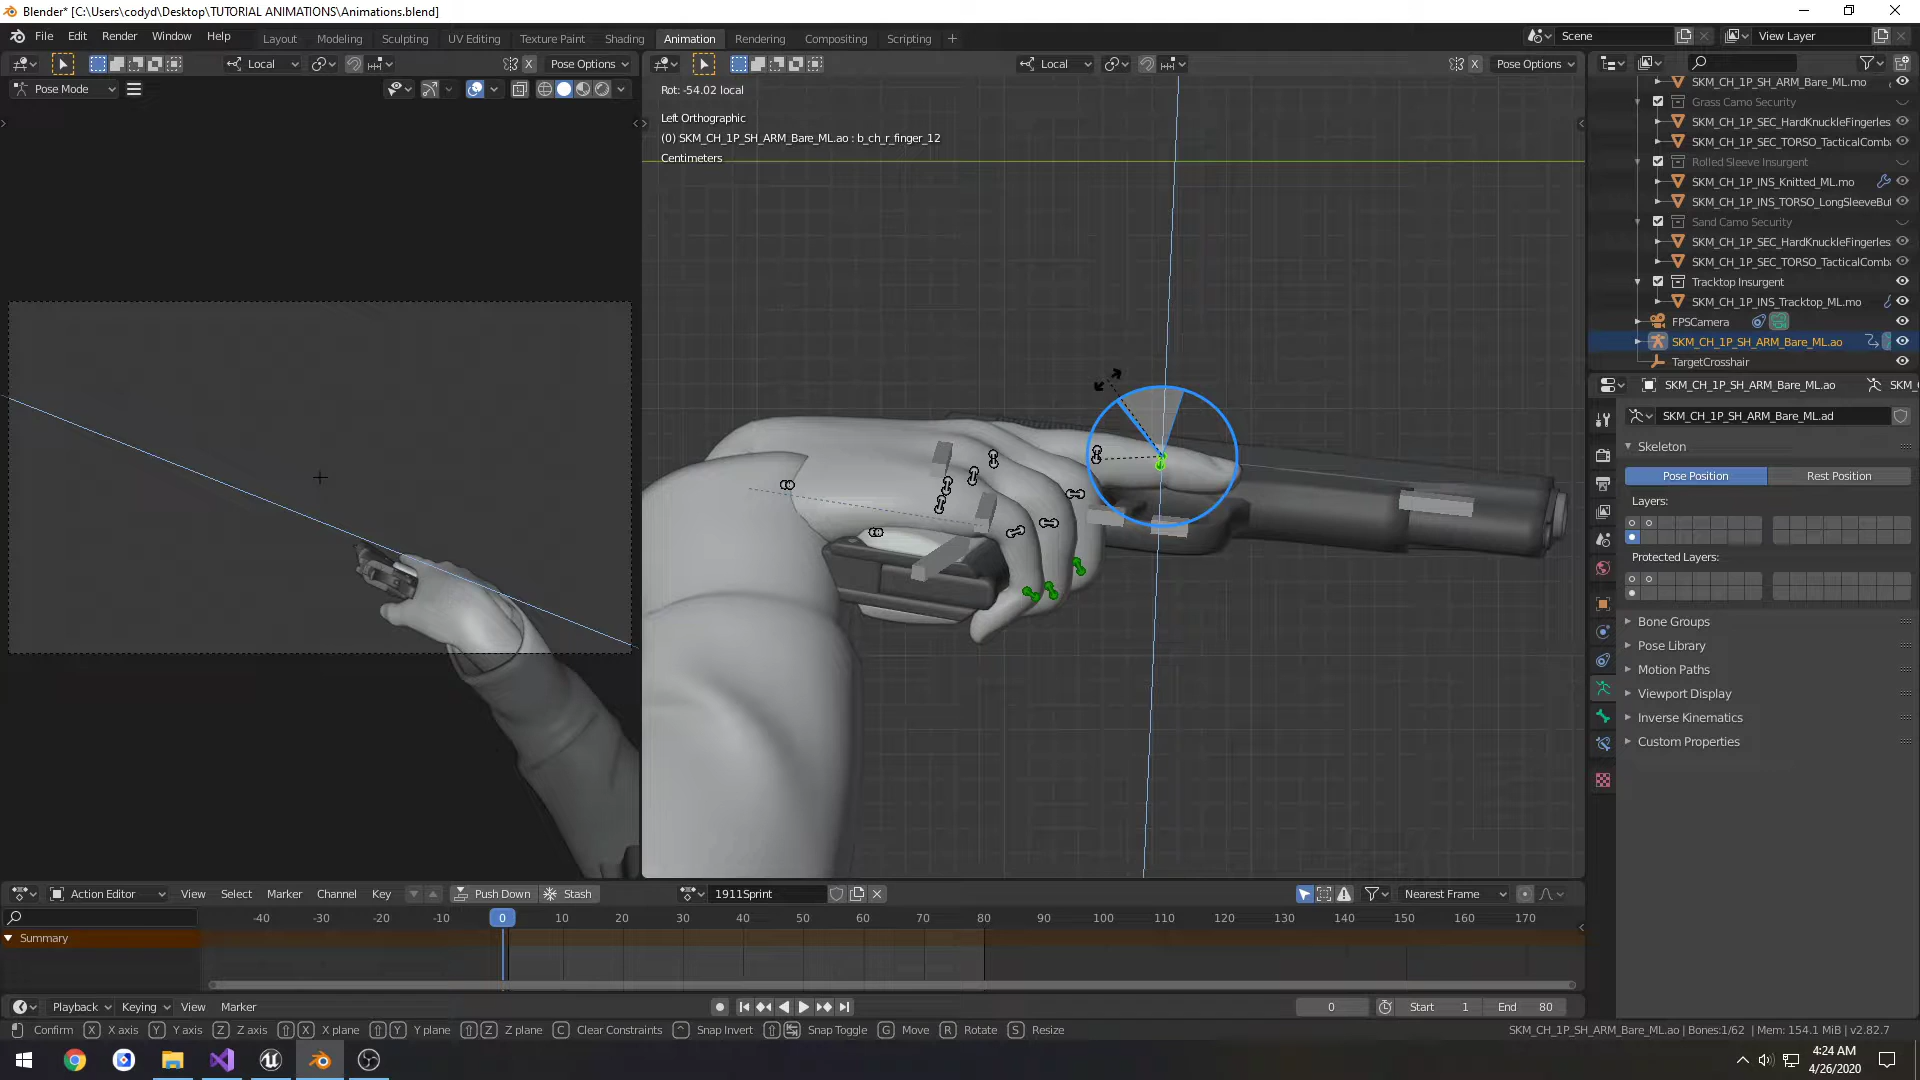 Blender* [C:\Users\codyd\Desktop\TUTORIAL ANIMATIONS\Animations.blend]
File Edit Render Window Help
Layout Modeling Sculpting UV Editing Texture Paint Shading Animation Rendering Compositing Scripting +
Scene
View Layer
Local
X Pose Options
Local
X Pose Options
Pose Mode
Rot: -54.02 local
Left Orthographic
(0) SKM_CH_1P_SH_ARM_Bare_ML.ao : b_ch_r_finger_12
Centimeters
SKM_CH_1P_SH_ARM_Bare_ML.mo
Grass Camo Security
SKM_CH_1P_SEC_HardKnuckleFingerles
SKM_CH_1P_SEC_TORSO_TacticalComb
Rolled Sleeve Insurgent
SKM_CH_1P_INS_Knitted_ML.mo
SKM_CH_1P_INS_TORSO_LongSleeveBu
Sand Camo Security
SKM_CH_1P_SEC_HardKnuckleFingerles
SKM_CH_1P_SEC_TORSO_TacticalComb
Tracktop Insurgent
SKM_CH_1P_INS_Tracktop_ML.mo
FPSCamera
SKM_CH_1P_SH_ARM_Bare_ML.ao
TargetCrosshair
SKM_CH_1P_SH_ARM_Bare_ML.ao SKM_
SKM_CH_1P_SH_ARM_Bare_ML.ad
Skeleton
Pose Position Rest Position
Layers:
Protected Layers:
Bone Groups
Pose Library
Motion Paths
Viewport Display
Inverse Kinematics
Custom Properties
Action Editor View Select Marker Channel Key Push Down Stash 1911Sprint Nearest Frame
-40 -30 -20 -10 0 10 20 30 40 50 60 70 80 90 100 110 120 130 140 150 160 170
Summary
Playback Keying View Marker 0 Start 1 End 80
Confirm X X axis Y Y axis Z Z axis X X plane Y Y plane Z Z plane C Clear Constraints ^ Snap Invert Snap Toggle G Move R Rotate S Resize
SKM_CH_1P_SH_ARM_Bare_ML.ao | Bones:1/62 | Mem: 154.1 MiB | v2.82.7
4:24 AM
4/26/2020